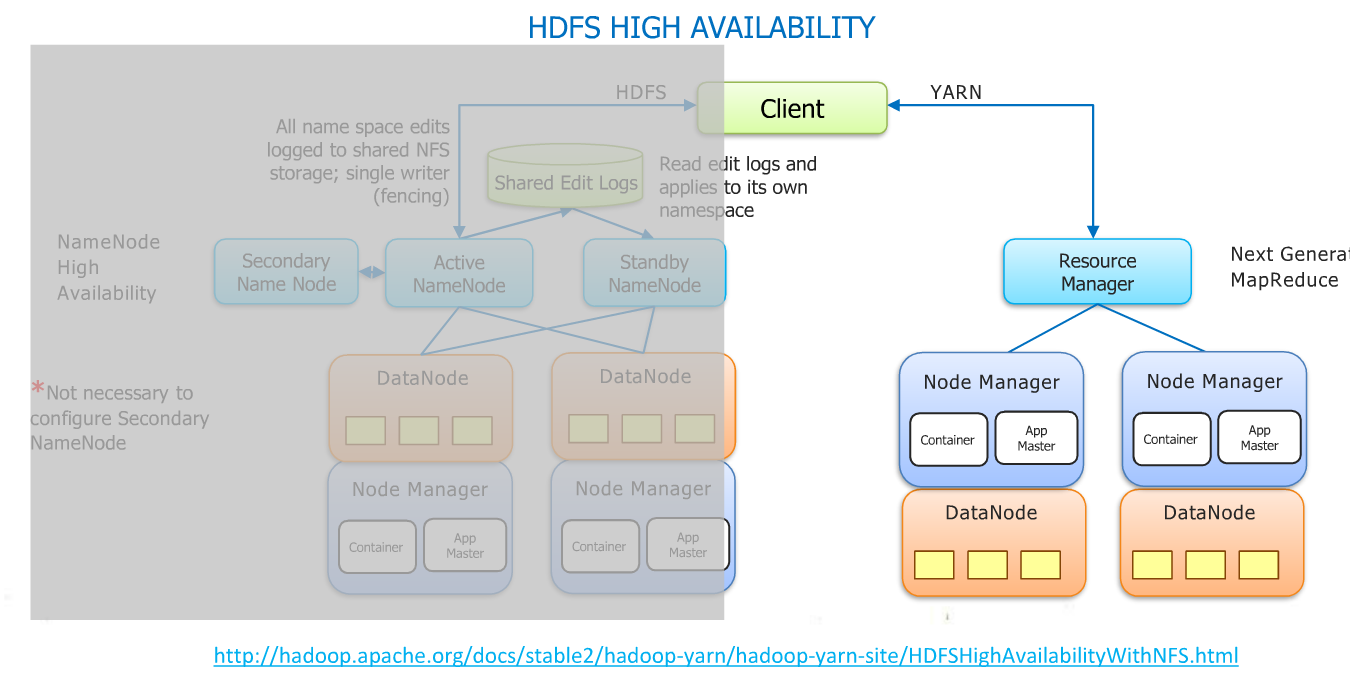 HDFS HIGH AVAILABILITY
HDFS
Client
YARN
All name space edits
logged to shared NFS
storage; single writer
(fencing)
Shared Edit Logs
Read edit logs and
applies to its own
namespace
NameNode
High
Availability
Secondary
Name Node
Active
NameNode
Standby
NameNode
Resource
Manager
Next Generat
MapReduce
*Not necessary to
configure Secondary
NameNode
DataNode
DataNode
Node Manager
Container
App
Master
Node Manager
Container
App
Master
Node Manager
Container
App
Master
Node Manager
Container
App
Master
DataNode
DataNode
http://hadoop.apache.org/docs/stable2/hadoop-yarn/hadoop-yarn-site/HDFSHighAvailabilityWithNFS.html